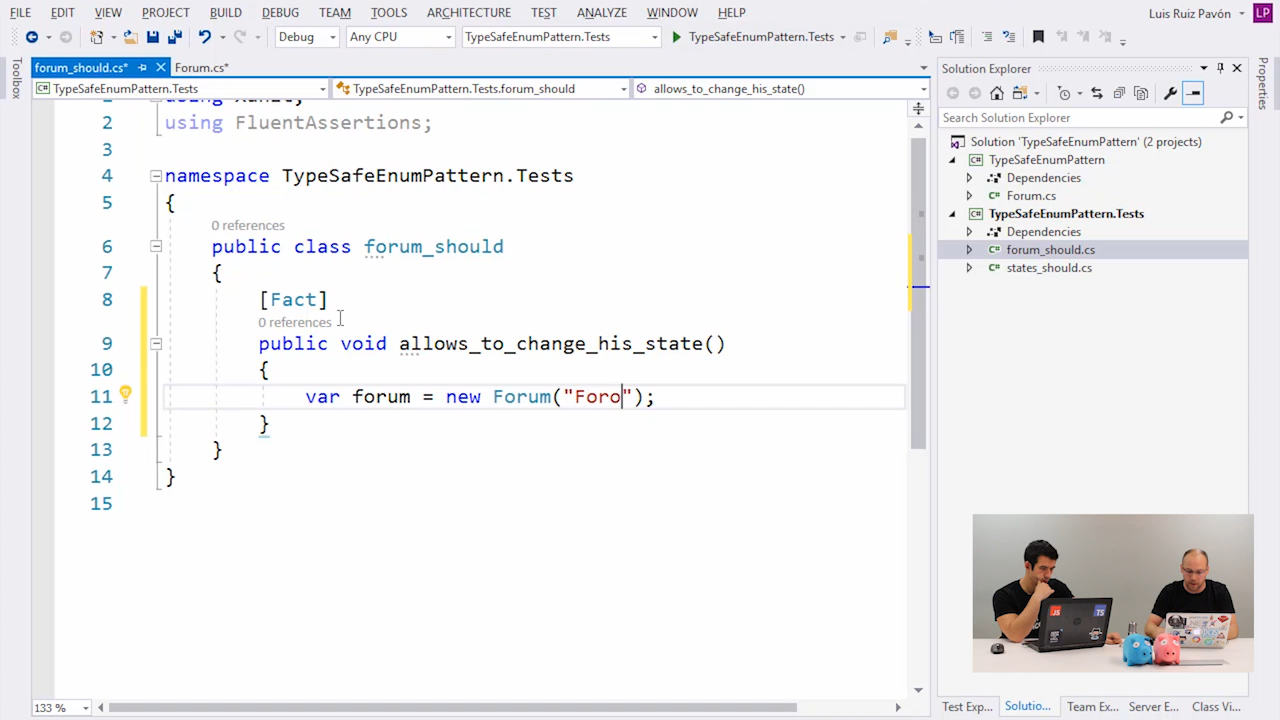 FILE EDIT VIEW PROJECT BUILD DEBUG TEAM TOOLS ARCHITECTURE TEST ANALYZE WINDOW HELP Luis Ruiz Pavón LP
Debug Any CPU TypeSafeEnumPattern.Tests TypeSafeEnumPattern.Tests
Toolbox
forum_should.cs* Forum.cs*
TypeSafeEnumPattern.Tests TypeSafeEnumPattern.Tests.forum_should allows_to_change_his_state()
2 using FluentAssertions;
3
4 namespace TypeSafeEnumPattern.Tests
5 {
0 references
6 public class forum_should
7 {
8 [Fact]
0 references
9 public void allows_to_change_his_state()
10 {
11 var forum = new Forum("Foro");
12 }
13 }
14 }
15
133 %
Solution Explorer
Search Solution Explorer
Solution 'TypeSafeEnumPattern' (2 projects)
TypeSafeEnumPattern
Dependencies
C# Forum.cs
TypeSafeEnumPattern.Tests
Dependencies
C# forum_should.cs
C# states_should.cs
Properties
JS TS
Test Exp... Solutio... Team Ex... Server E... Class Vi...